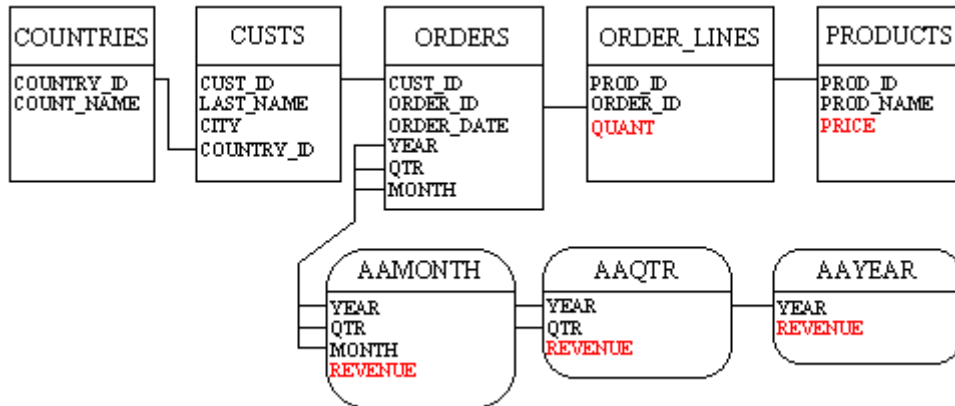 COUNTRIES
COUNTRY_ID
COUNT_NAME
CUSTS
CUST_ID
LAST_NAME
CITY
COUNTRY_ID
ORDERS
CUST_ID
ORDER_ID
ORDER_DATE
YEAR
QTR
MONTH
ORDER_LINES
PROD_ID
ORDER_ID
QUANT
PRODUCTS
PROD_ID
PROD_NAME
PRICE
AAMONTH
YEAR
QTR
MONTH
REVENUE
AAQTR
YEAR
QTR
REVENUE
AAYEAR
YEAR
REVENUE